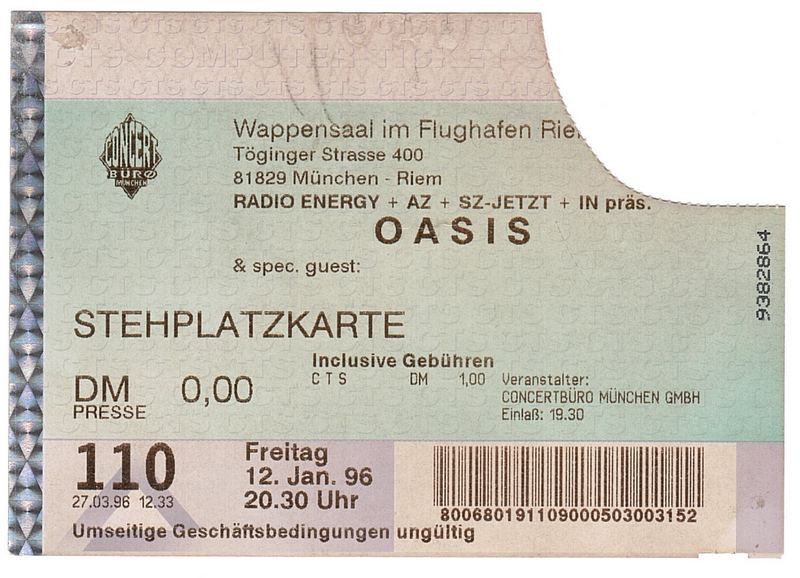 CTS COMPUTER TICKET S
CONCERT
BÜRO
MÜNCHEN
Wappensaal im Flughafen
Töginger Strasse 400
81829 München - Riem
RADIO ENERGY + AZ + SZ-JETZT + IN präs.
OASIS
& spec. guest:
9382864
STEHPLATZKARTE
Inclusive Gebühren
CTS DM 1,00
DM 0,00
PRESSE
Veranstalter:
CONCERTBÜRO MÜNCHEN GMBH
Einlaß: 19.30
110
27.03.96 12.33
Freitag
12. Jan. 96
20.30 Uhr
800680191109000503003152
Umseitige Geschäftsbedingungen ungültig